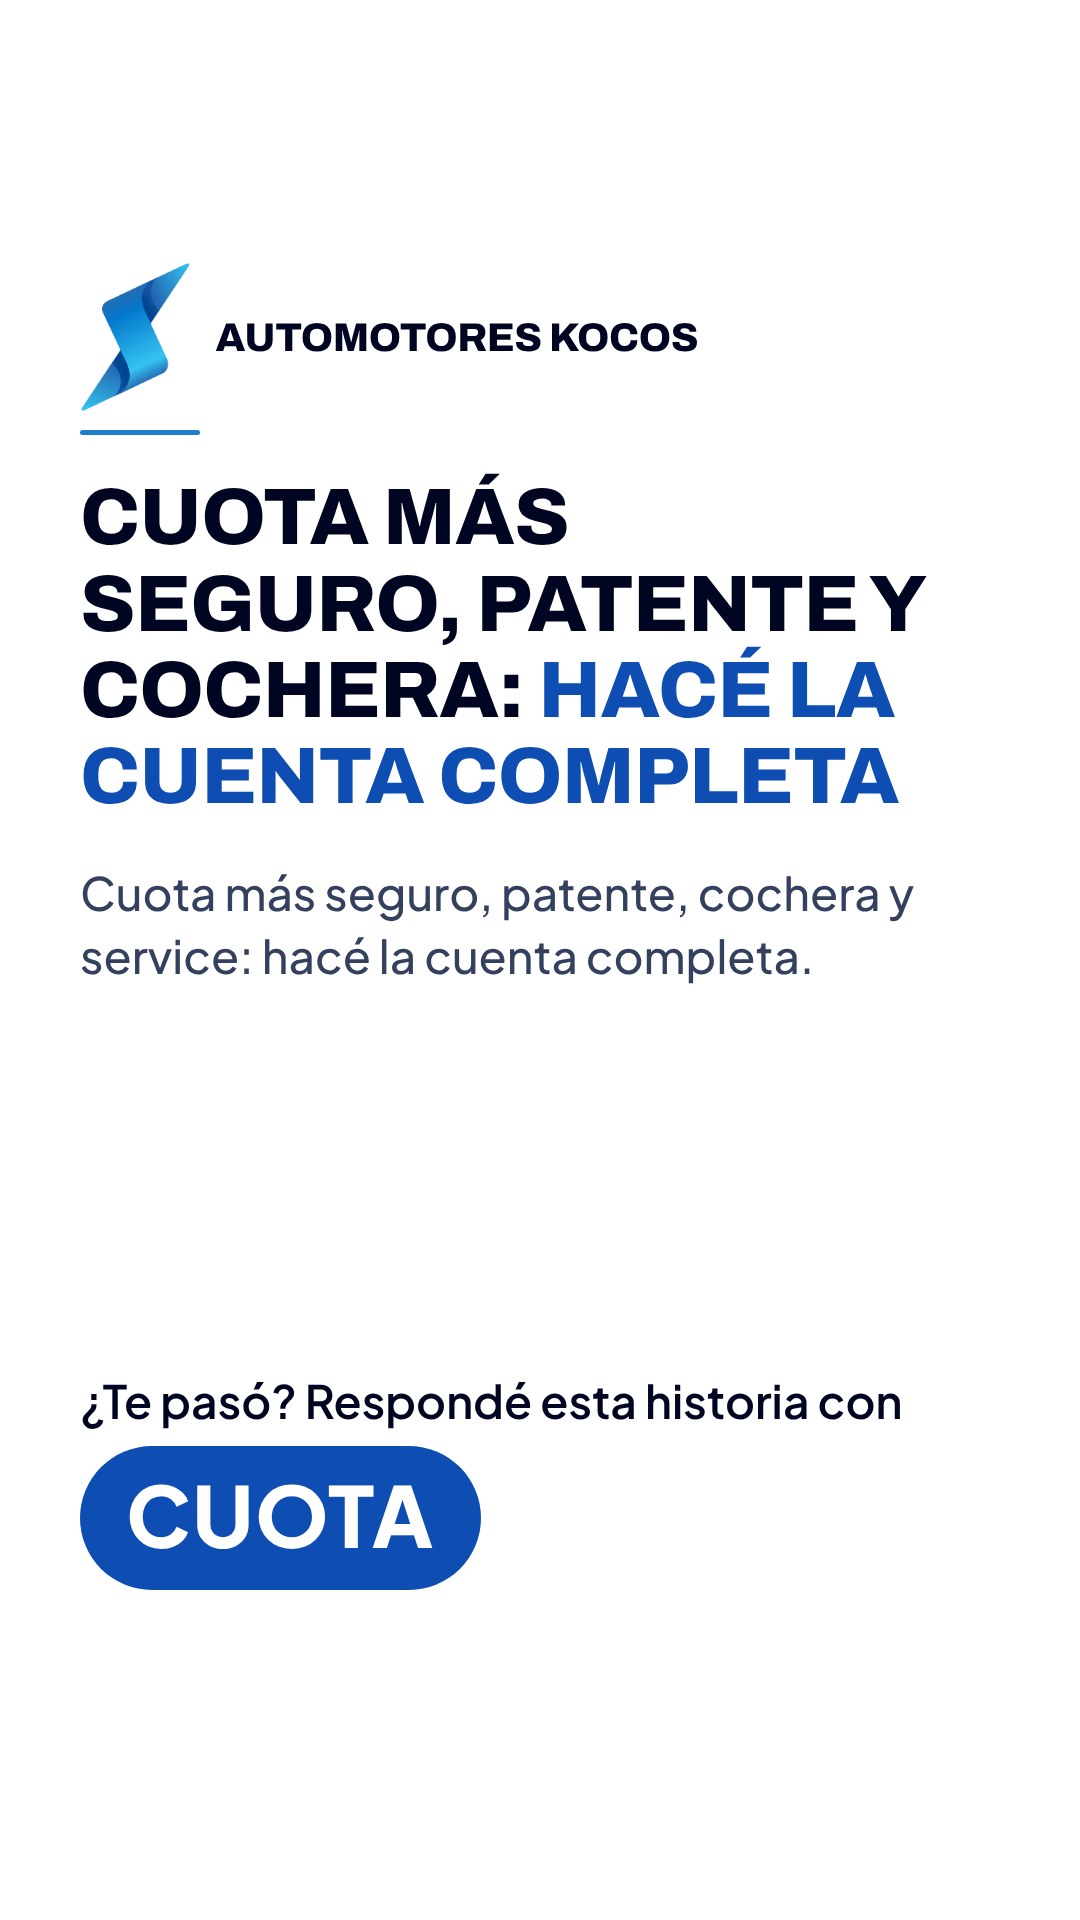 AUTOMOTORES KOCOS
CUOTA MÁS
SEGURO, PATENTE Y
COCHERA: HACÉ LA
CUENTA COMPLETA
Cuota más seguro, patente, cochera y
service: hacé la cuenta completa.
¿Te pasó? Respondé esta historia con
CUOTA